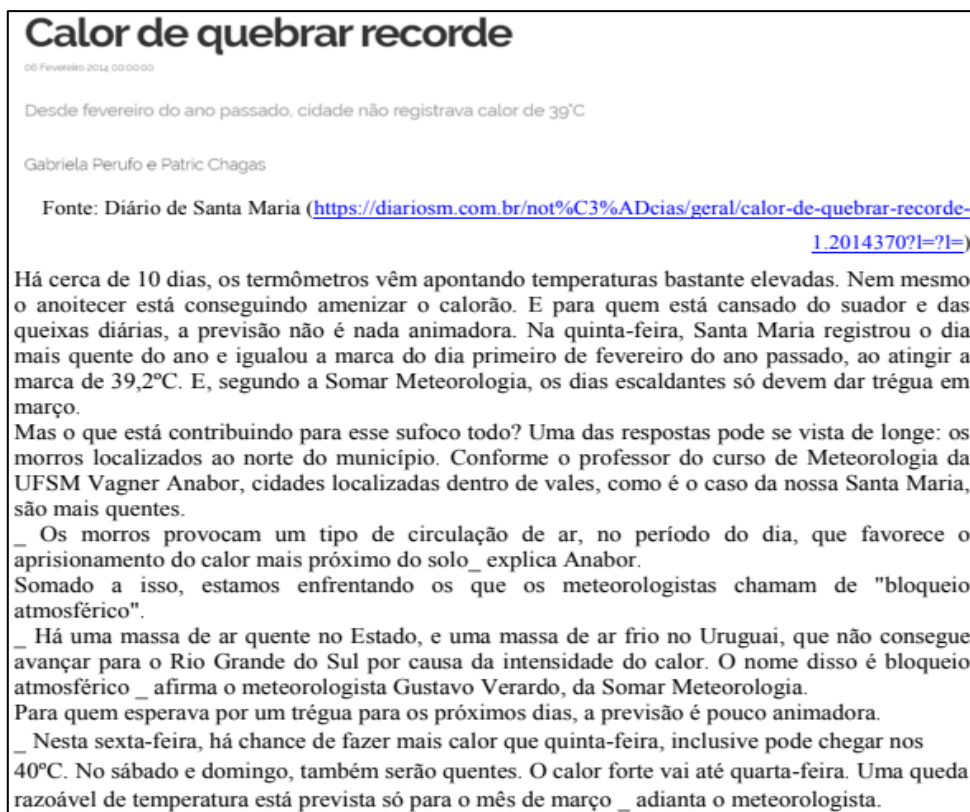 Calor de quebrar recorde
06 Fevereiro 2014 00:00:00
Desde fevereiro do ano passado, cidade não registrava calor de 39°C
Gabriela Perufo e Patric Chagas
Fonte: Diário de Santa Maria (https://diariosm.com.br/not%C3%ADcias/geral/calor-de-quebrar-recorde-
1.2014370?l=?l=)
Há cerca de 10 dias, os termômetros vêm apontando temperaturas bastante elevadas. Nem mesmo
o anoitecer está conseguindo amenizar o calorão. E para quem está cansado do suador e das
queixas diárias, a previsão não é nada animadora. Na quinta-feira, Santa Maria registrou o dia
mais quente do ano e igualou a marca do dia primeiro de fevereiro do ano passado, ao atingir a
marca de 39,2ºC. E, segundo a Somar Meteorologia, os dias escaldantes só devem dar trégua em
março.
Mas o que está contribuindo para esse sufoco todo? Uma das respostas pode se vista de longe: os
morros localizados ao norte do município. Conforme o professor do curso de Meteorologia da
UFSM Vagner Anabor, cidades localizadas dentro de vales, como é o caso da nossa Santa Maria,
são mais quentes.
_ Os morros provocam um tipo de circulação de ar, no período do dia, que favorece o
aprisionamento do calor mais próximo do solo_ explica Anabor.
Somado a isso, estamos enfrentando os que os meteorologistas chamam de "bloqueio
atmosférico".
_ Há uma massa de ar quente no Estado, e uma massa de ar frio no Uruguai, que não consegue
avançar para o Rio Grande do Sul por causa da intensidade do calor. O nome disso é bloqueio
atmosférico _ afirma o meteorologista Gustavo Verardo, da Somar Meteorologia.
Para quem esperava por um trégua para os próximos dias, a previsão é pouco animadora.
_ Nesta sexta-feira, há chance de fazer mais calor que quinta-feira, inclusive pode chegar nos
40ºC. No sábado e domingo, também serão quentes. O calor forte vai até quarta-feira. Uma queda
razoável de temperatura está prevista só para o mês de março _ adianta o meteorologista.